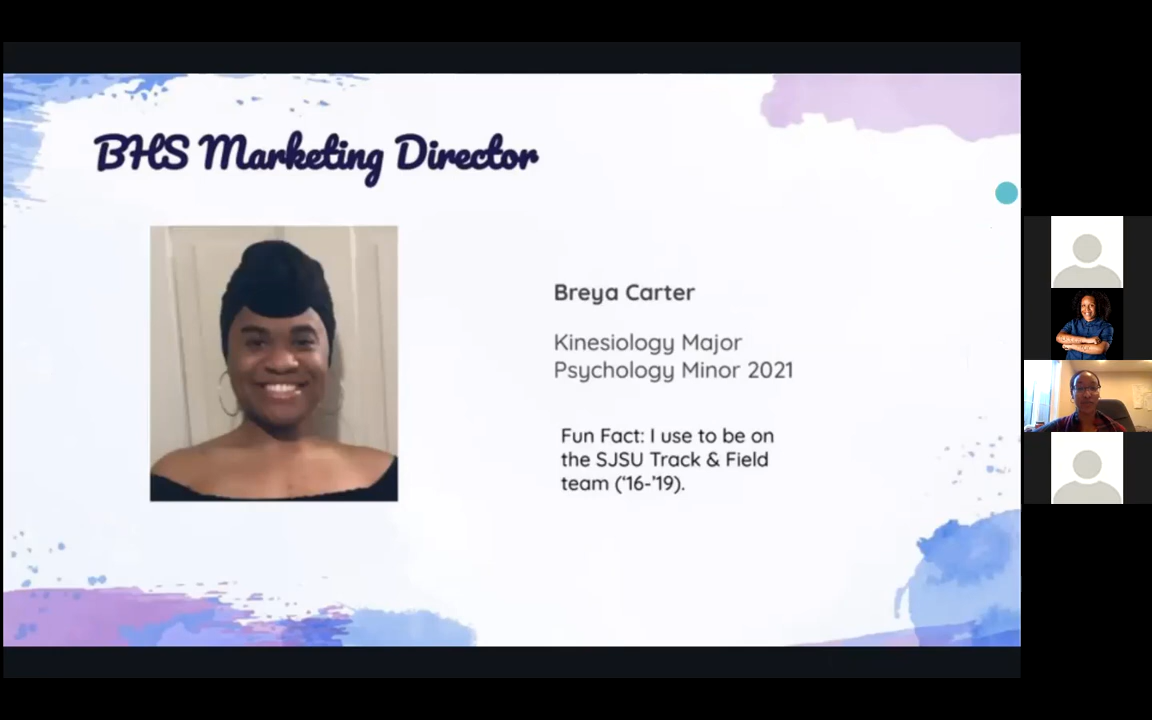 BHS Marketing Director
Breya Carter
Kinesiology Major
Psychology Minor 2021
Fun Fact: I use to be on
the SJSU Track & Field
team (‘16-’19).